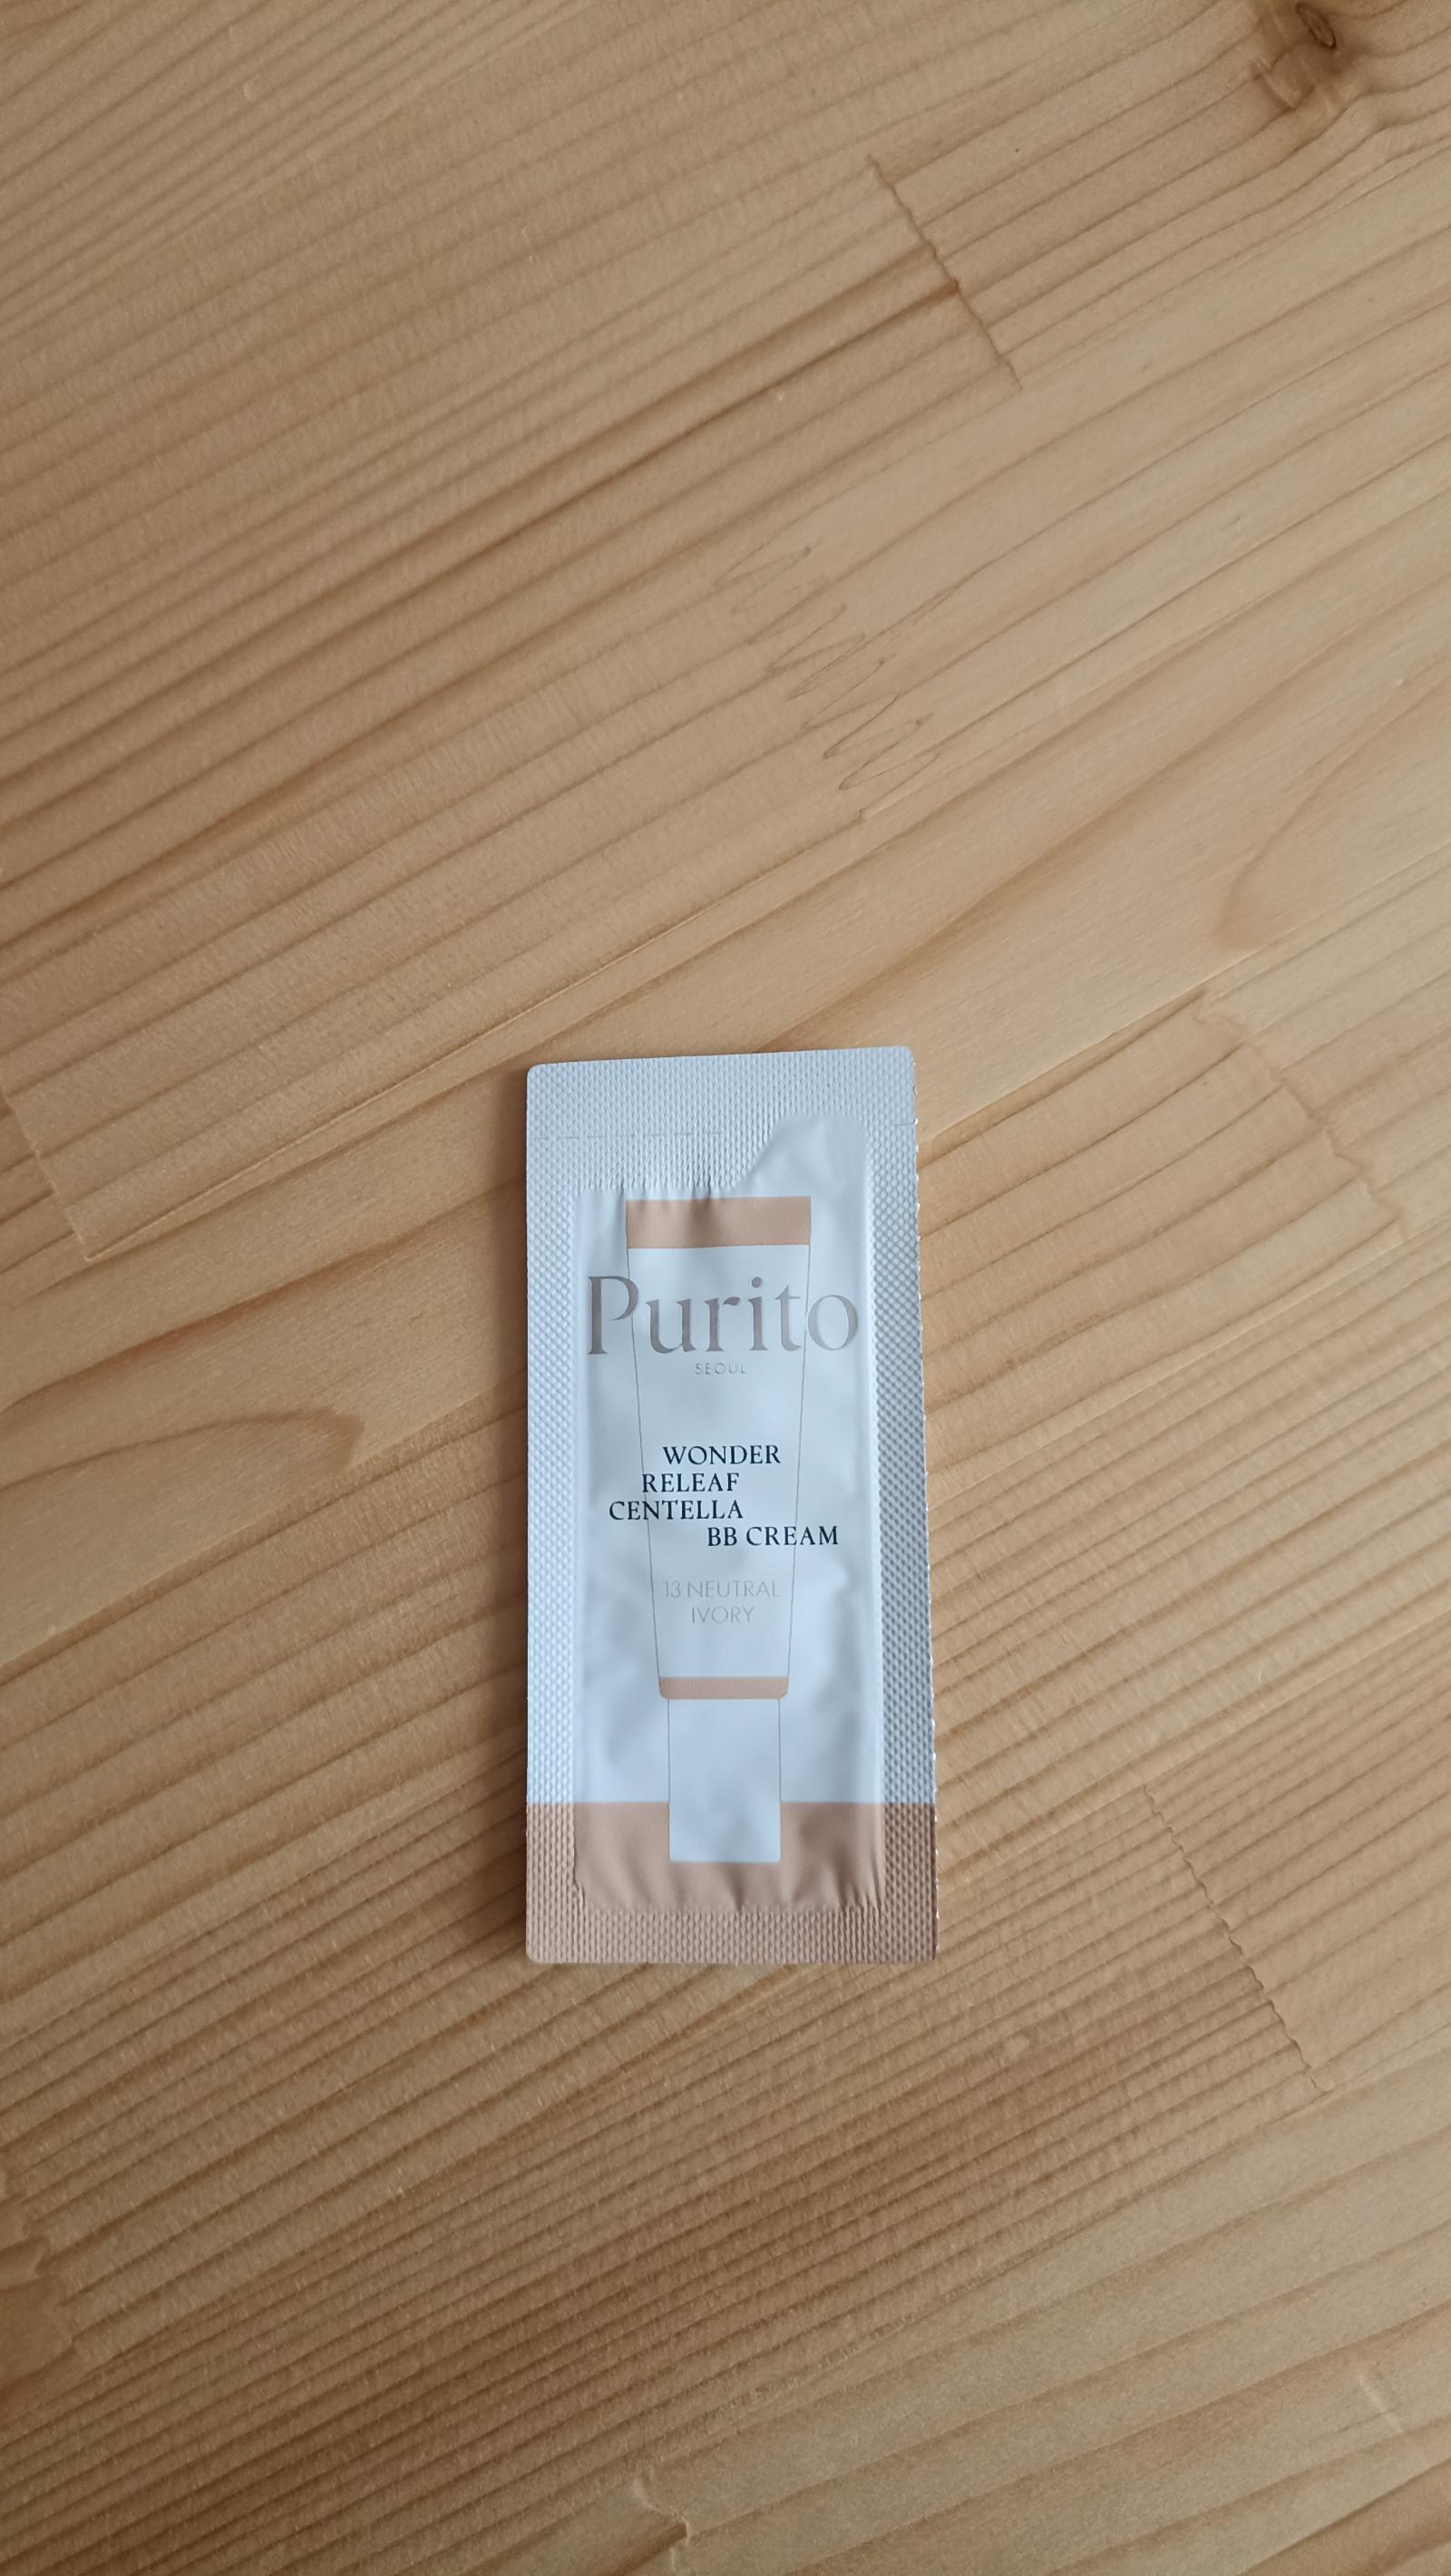 Purito
SEOUL
WONDER
RELEAF
CENTELLA
BB CREAM
13 NEUTRAL
IVORY